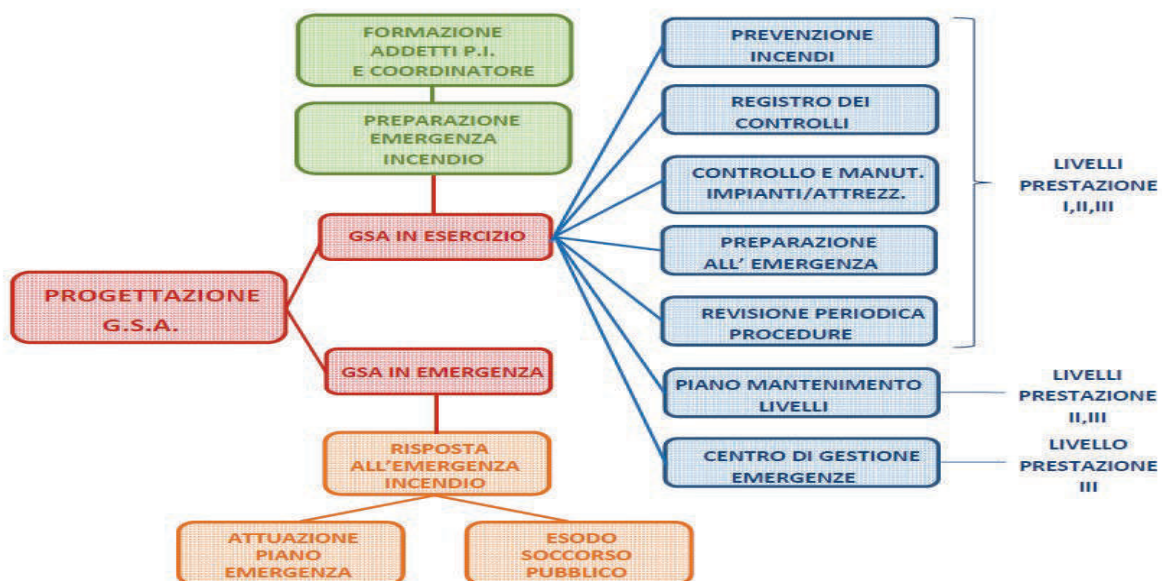 FORMAZIONE
ADDETTI P.I.
E COORDINATORE
PREPARAZIONE
EMERGENZA
INCENDIO
GSA IN ESERCIZIO
PROGETTAZIONE
G.S.A.
GSA IN EMERGENZA
RISPOSTA
ALL'EMERGENZA
INCENDIO
ATTUAZIONE
PIANO
EMERGENZA
ESODO
SOCCORSO
PUBBLICO
PREVENZIONE
INCENDI
REGISTRO DEI
CONTROLLI
CONTROLLO E MANUT.
IMPIANTI/ATTREZZ.
PREPARAZIONE
ALL' EMERGENZA
REVISIONE PERIODICA
PROCEDURE
PIANO MANTENIMENTO
LIVELLI
CENTRO DI GESTIONE
EMERGENZE
LIVELLI
PRESTAZIONE
I,II,III
LIVELLI
PRESTAZIONE
II,III
LIVELLO
PRESTAZIONE
III